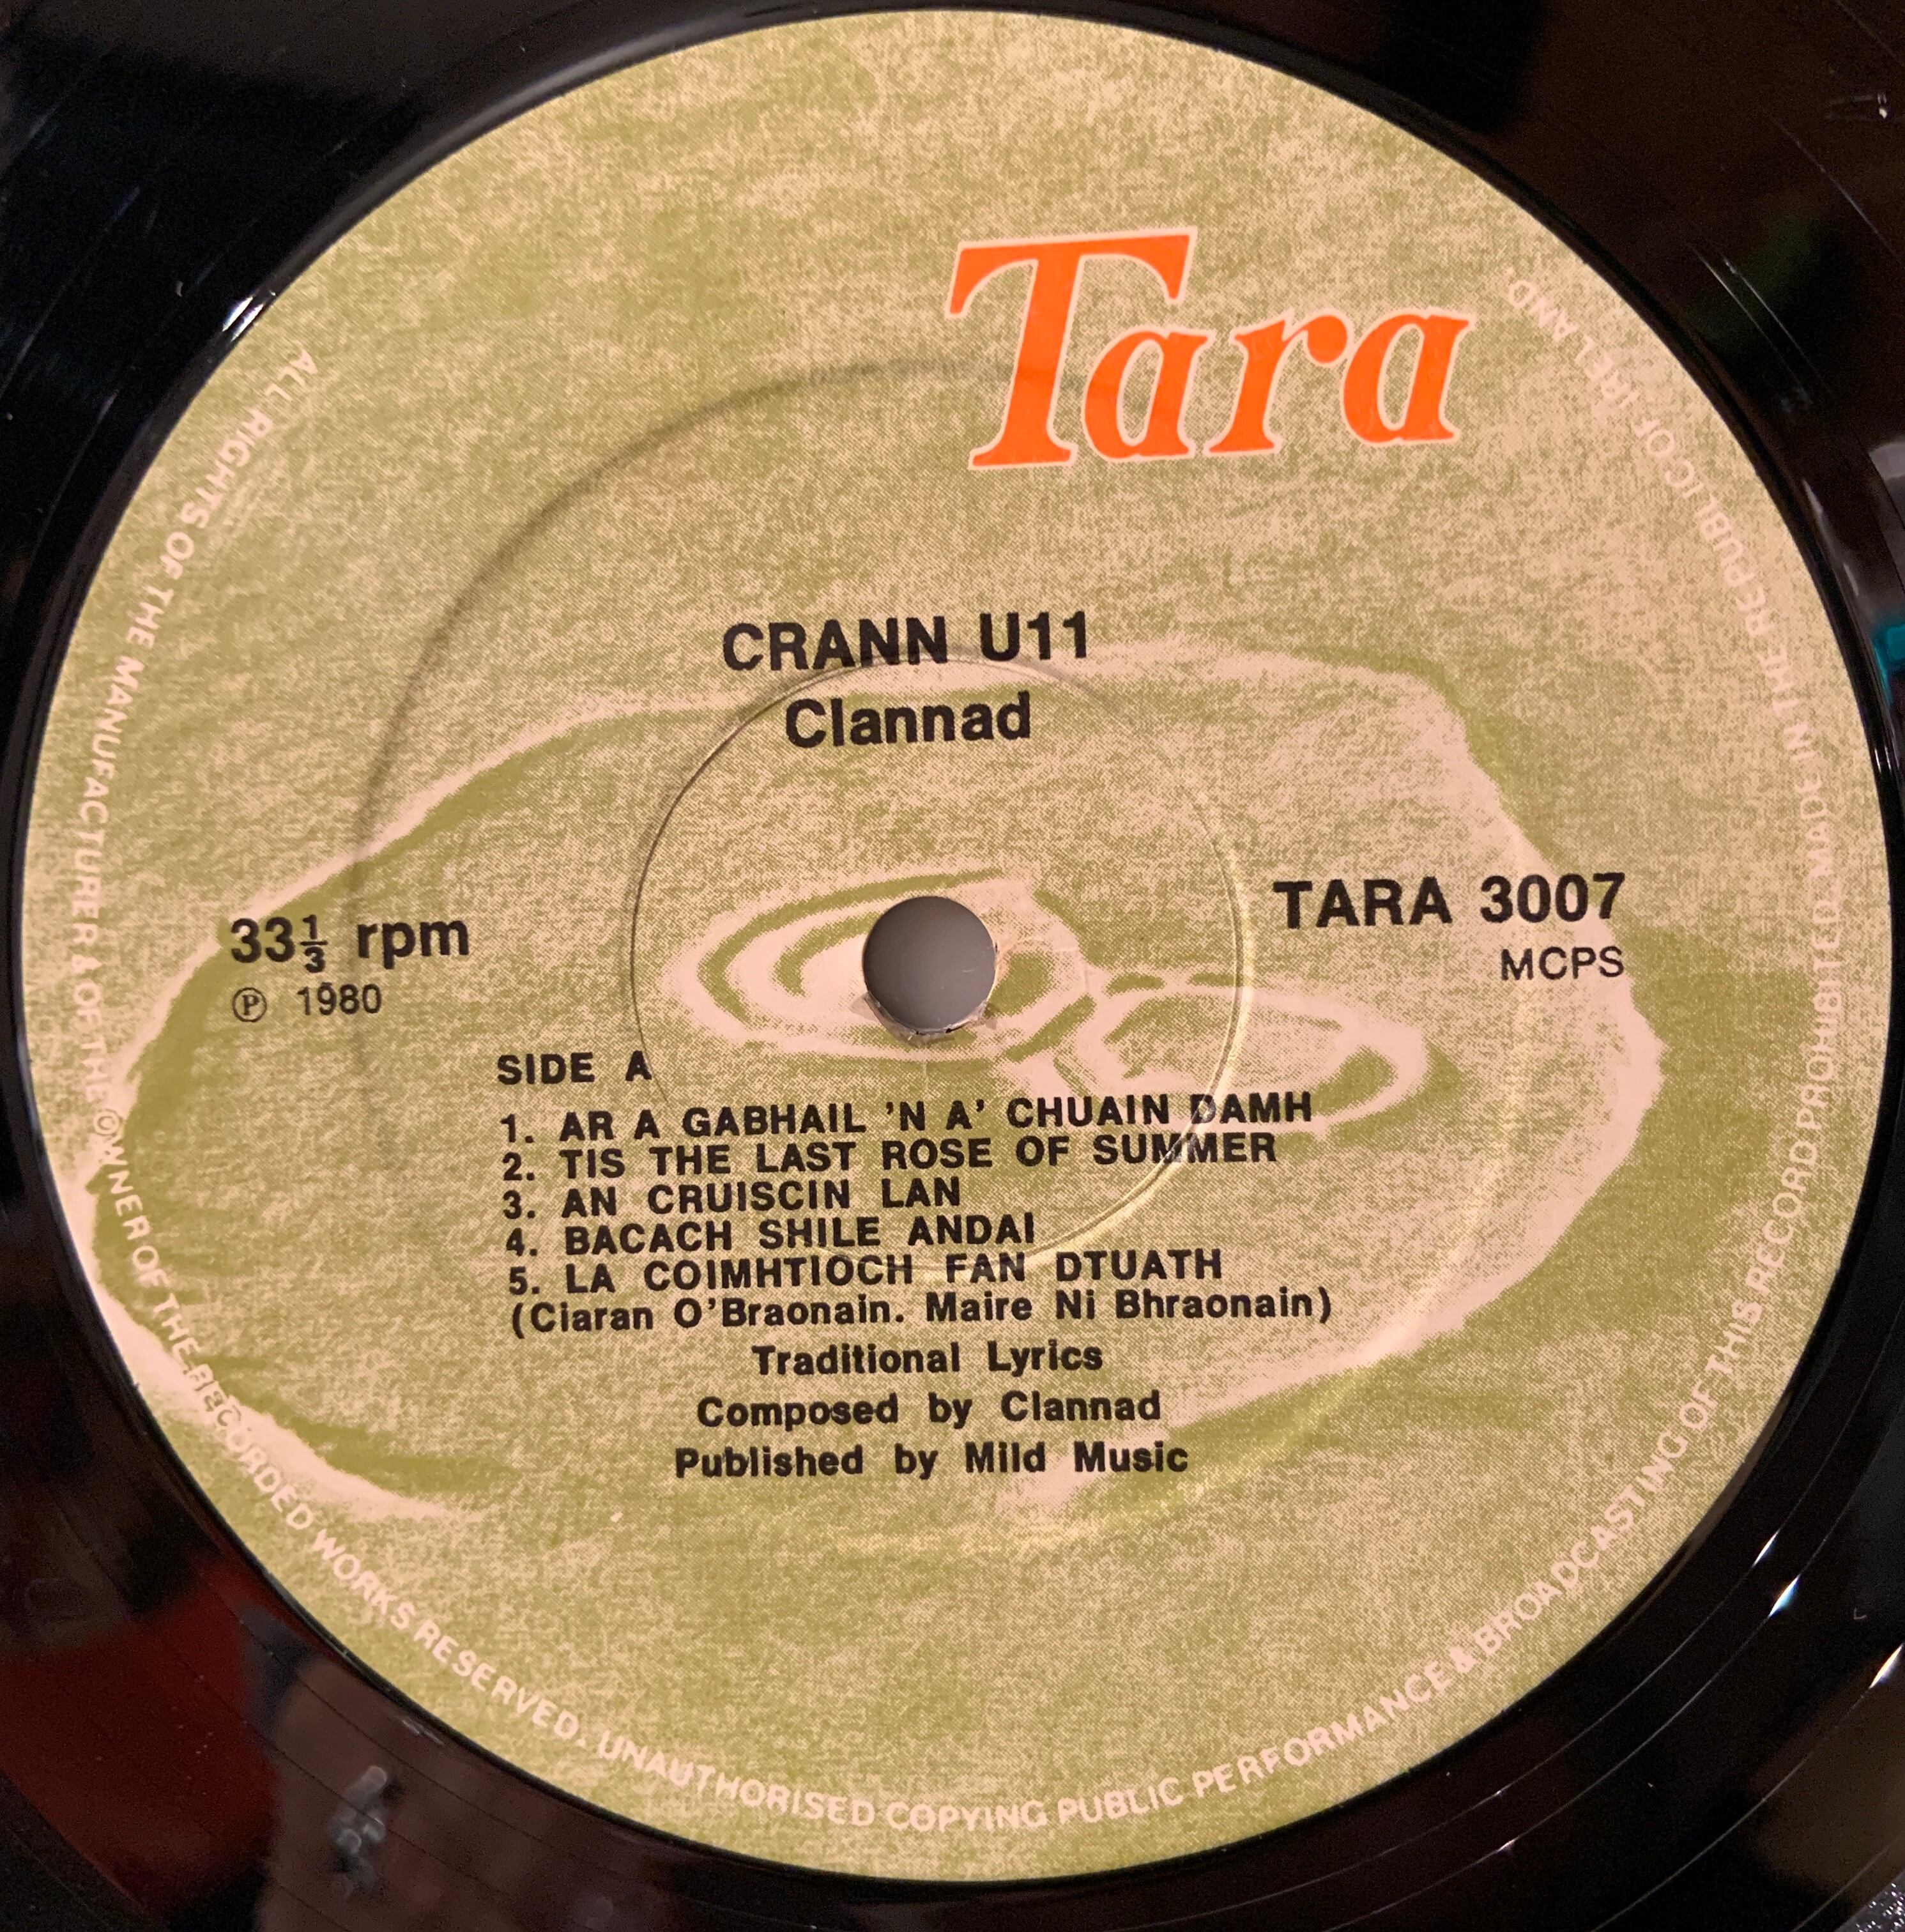 Tara
CRANN U11
Clannad
33⅓ rpm
℗ 1980
TARA 3007
MCPS
SIDE A
1. AR A GABHAIL 'N A' CHUAIN DAMH
2. TIS THE LAST ROSE OF SUMMER
3. AN CRUISCIN LAN
4. BACACH SHILE ANDAI
5. LA COIMHTIOCH FAN DTUATH
(Ciaran O'Braonain. Maire Ni Bhraonain)
Traditional Lyrics
Composed by Clannad
Published by Mild Music
ALL RIGHTS OF THE MANUFACTURER & OF THE OWNER OF THE RECORDED WORKS RESERVED. UNAUTHORISED COPYING PUBLIC PERFORMANCE & BROADCASTING OF THIS RECORD PROHIBITED. MADE IN THE REPUBLIC OF IRELAND